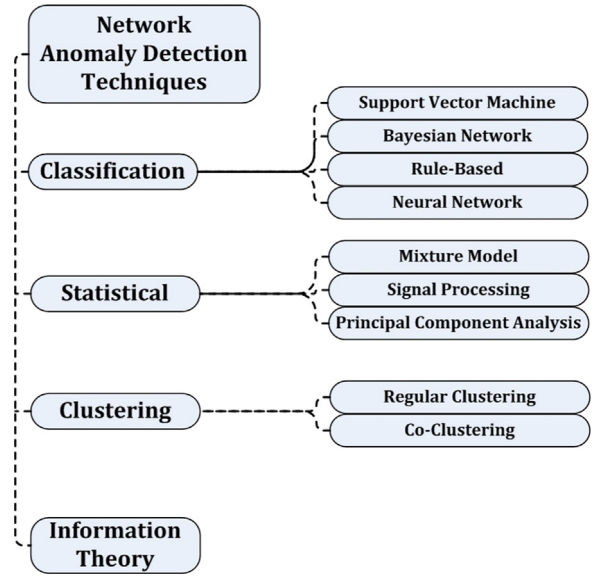 Network
Anomaly Detection
Techniques
Classification
Support Vector Machine
Bayesian Network
Rule-Based
Neural Network
Statistical
Mixture Model
Signal Processing
Principal Component Analysis
Clustering
Regular Clustering
Co-Clustering
Information
Theory